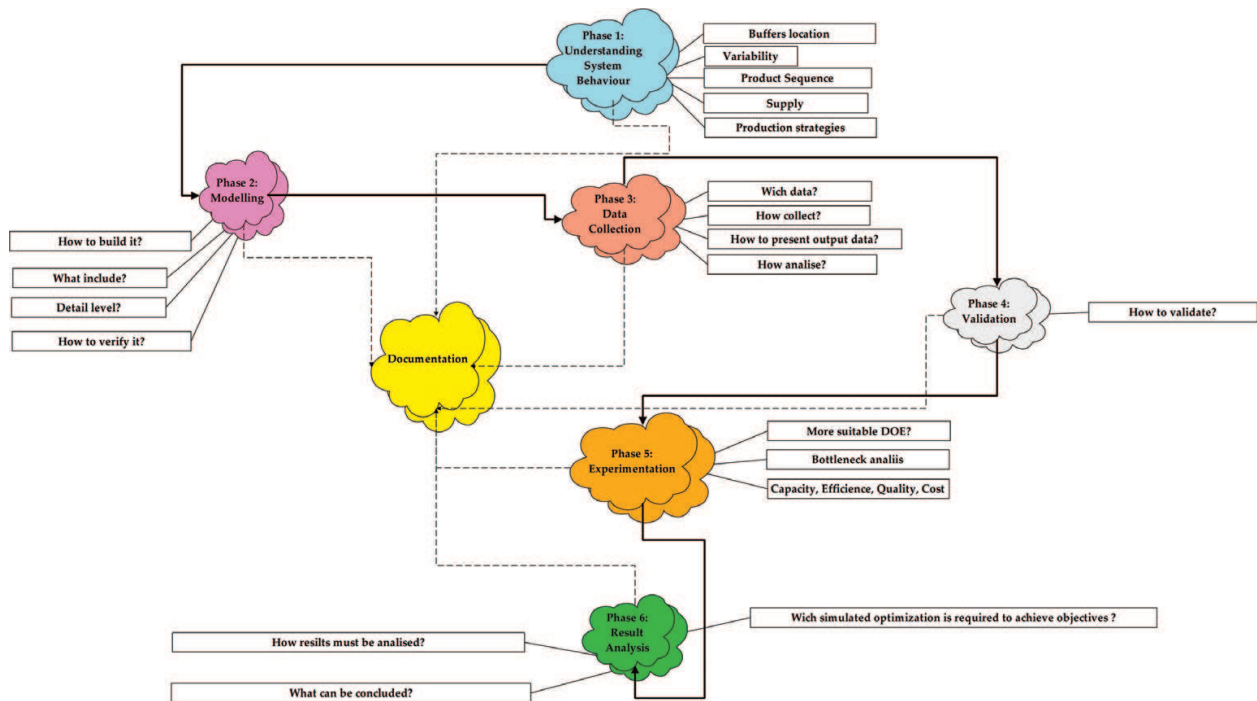 Phase 1:
Understanding
System
Behaviour
Buffers location
Variability
Product Sequence
Supply
Production strategies
Phase 2:
Modelling
How to build it?
What include?
Detail level?
How to verify it?
Phase 3:
Data
Collection
Wich data?
How collect?
How to present output data?
How analise?
Phase 4:
Validation
How to validate?
Documentation
Phase 5:
Experimentation
More suitable DOE?
Bottleneck analiis
Capacity, Efficience, Quality, Cost
Phase 6:
Result
Analysis
Wich simulated optimization is required to achieve objectives ?
How resilts must be analised?
What can be concluded?